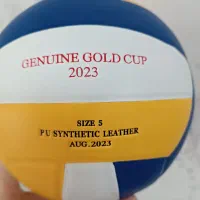 GENUINE GOLD CUP
2023
SIZE 5
PU SYNTHETIC LEATHER
AUG.2023